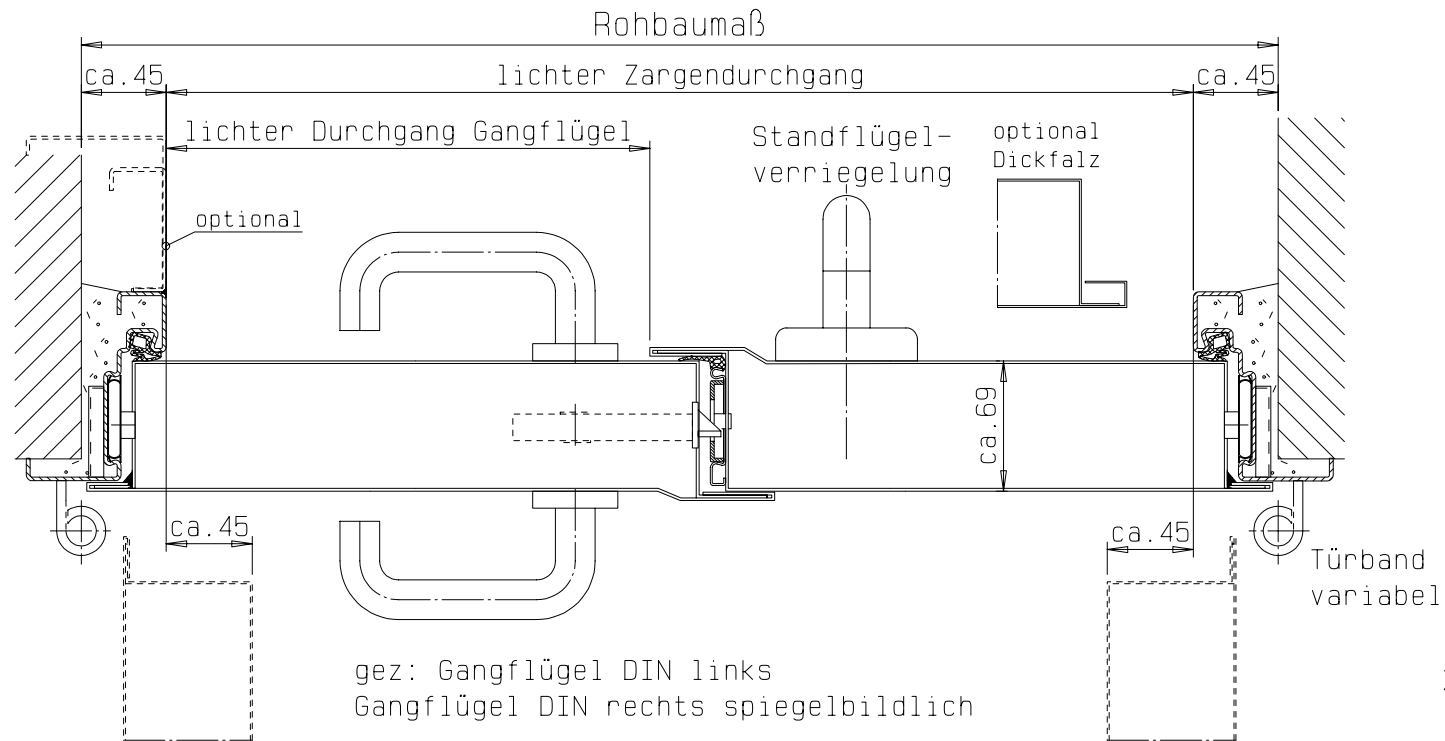 Rohbaumaß
ca.45
lichter Zargendurchgang
ca.45
lichter Durchgang Gangflügel
Standflügel-
verriegelung
optional
Dickfalz
optional
ca.69
ca.45
ca.45
Türband
variabel
gez: Gangflügel DIN links
Gangflügel DIN rechts spiegelbildlich